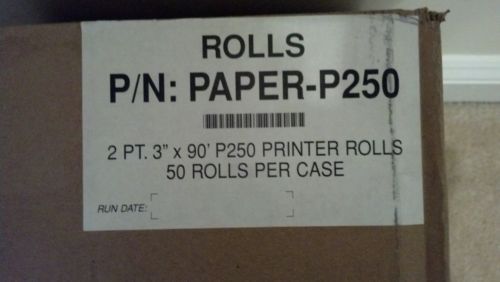 ROLLS
P/N: PAPER-P250
2 PT. 3" x 90' P250 PRINTER ROLLS
50 ROLLS PER CASE
RUN DATE: